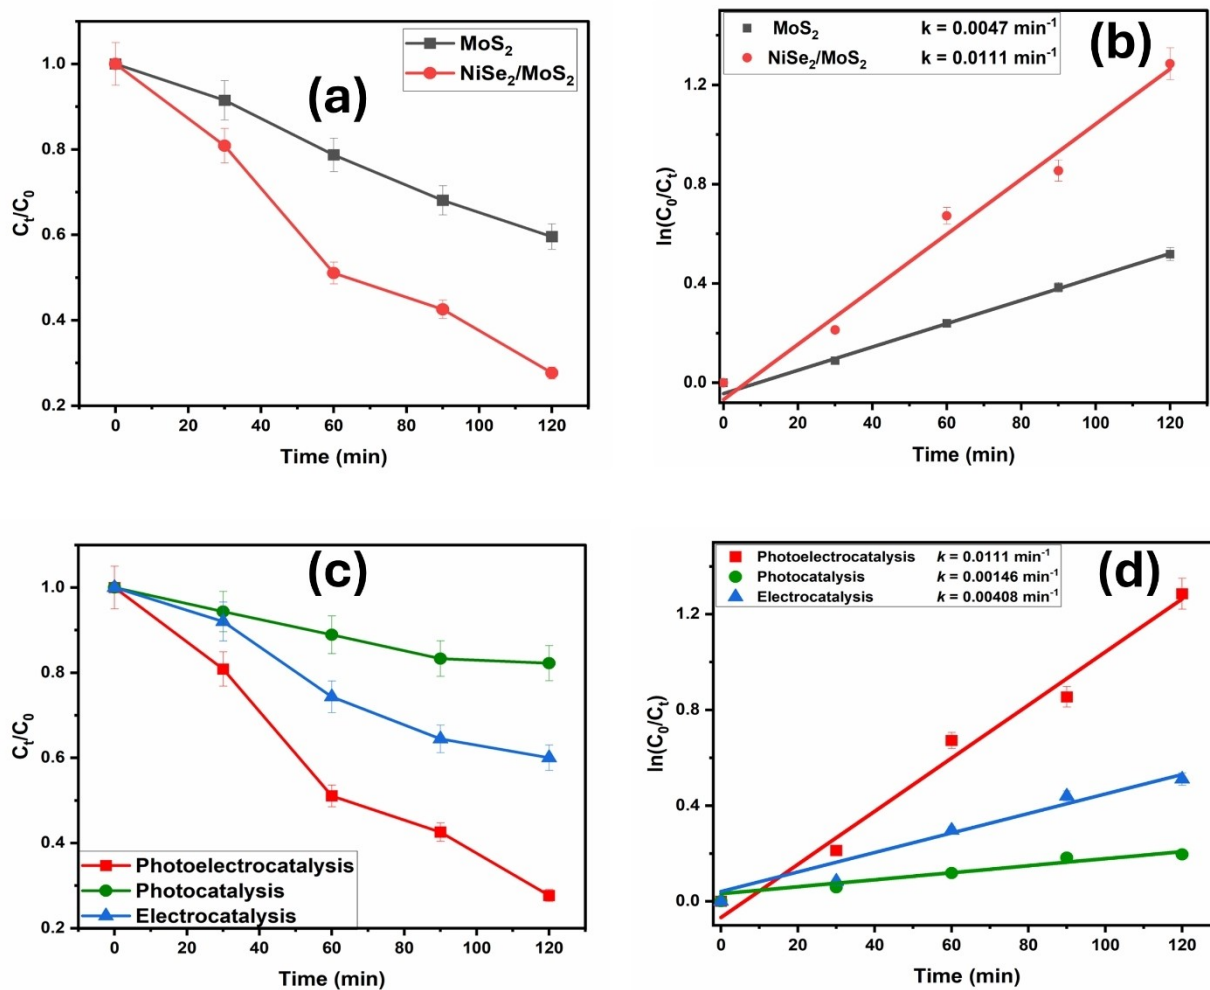 (a)
MoS₂
NiSe₂/MoS₂
1.0
0.8
0.6
0.4
0.2
Cₜ/C₀
0 20 40 60 80 100 120
Time (min)
(b)
MoS₂ k = 0.0047 min⁻¹
NiSe₂/MoS₂ k = 0.0111 min⁻¹
1.2
0.8
0.4
0.0
ln(C₀/Cₜ)
0 20 40 60 80 100 120
Time (min)
(c)
1.0
0.8
0.6
0.4
0.2
Cₜ/C₀
Photoelectrocatalysis
Photocatalysis
Electrocatalysis
0 20 40 60 80 100 120
Time (min)
(d)
Photoelectrocatalysis k = 0.0111 min⁻¹
Photocatalysis k = 0.00146 min⁻¹
Electrocatalysis k = 0.00408 min⁻¹
1.2
0.8
0.4
0.0
ln(C₀/Cₜ)
0 20 40 60 80 100 120
Time (min)